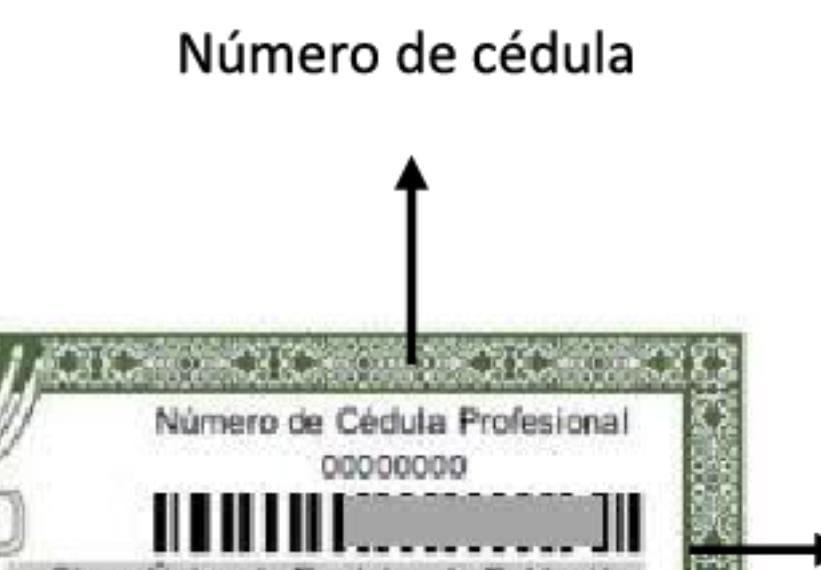 Número de cédula
Número de Cédula Profesional
00000000